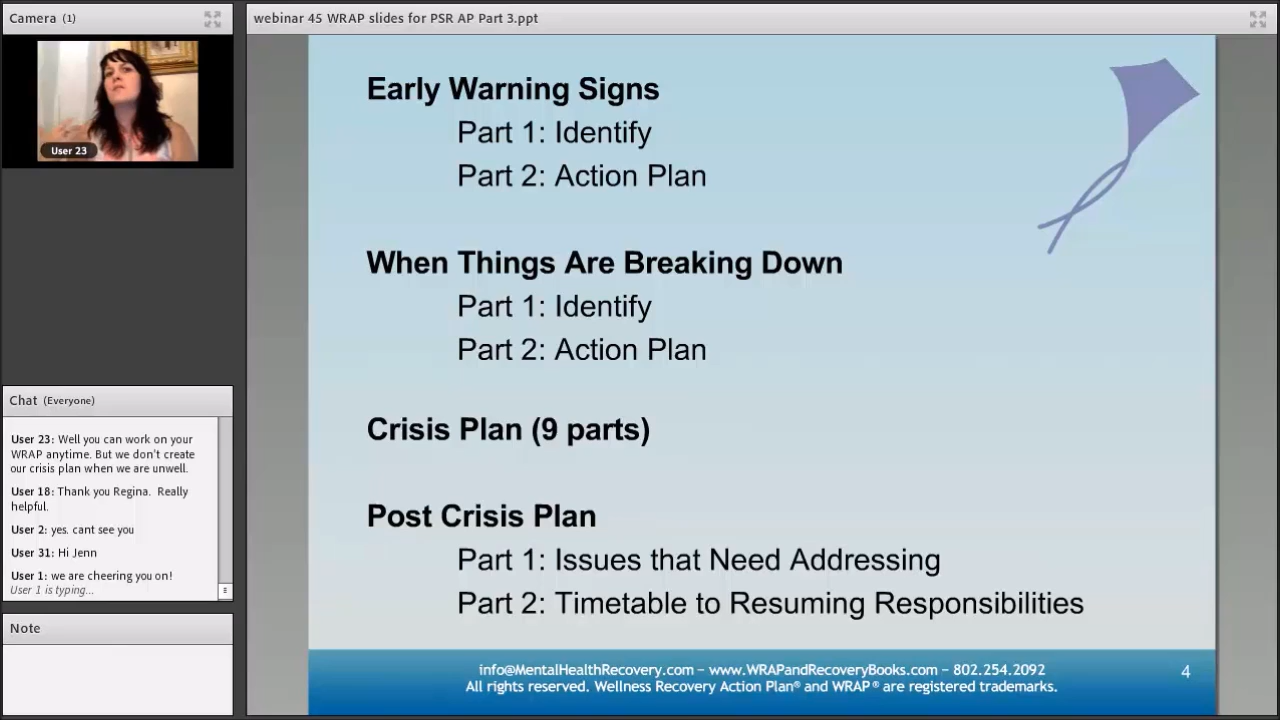 Camera (1)
webinar 45 WRAP slides for PSR AP Part 3.ppt
User 23
Early Warning Signs
Part 1: Identify
Part 2: Action Plan
When Things Are Breaking Down
Part 1: Identify
Part 2: Action Plan
Crisis Plan (9 parts)
Post Crisis Plan
Part 1: Issues that Need Addressing
Part 2: Timetable to Resuming Responsibilities
info@MentalHealthRecovery.com – www.WRAPandRecoveryBooks.com – 802.254.2092
All rights reserved. Wellness Recovery Action Plan® and WRAP® are registered trademarks.
4
Chat (Everyone)
User 23: Well you can work on your
WRAP anytime. But we don't create
our crisis plan when we are unwell.
User 18: Thank you Regina. Really
helpful.
User 2: yes. cant see you
User 31: Hi Jenn
User 1: we are cheering you on!
User 1 is typing...
Note